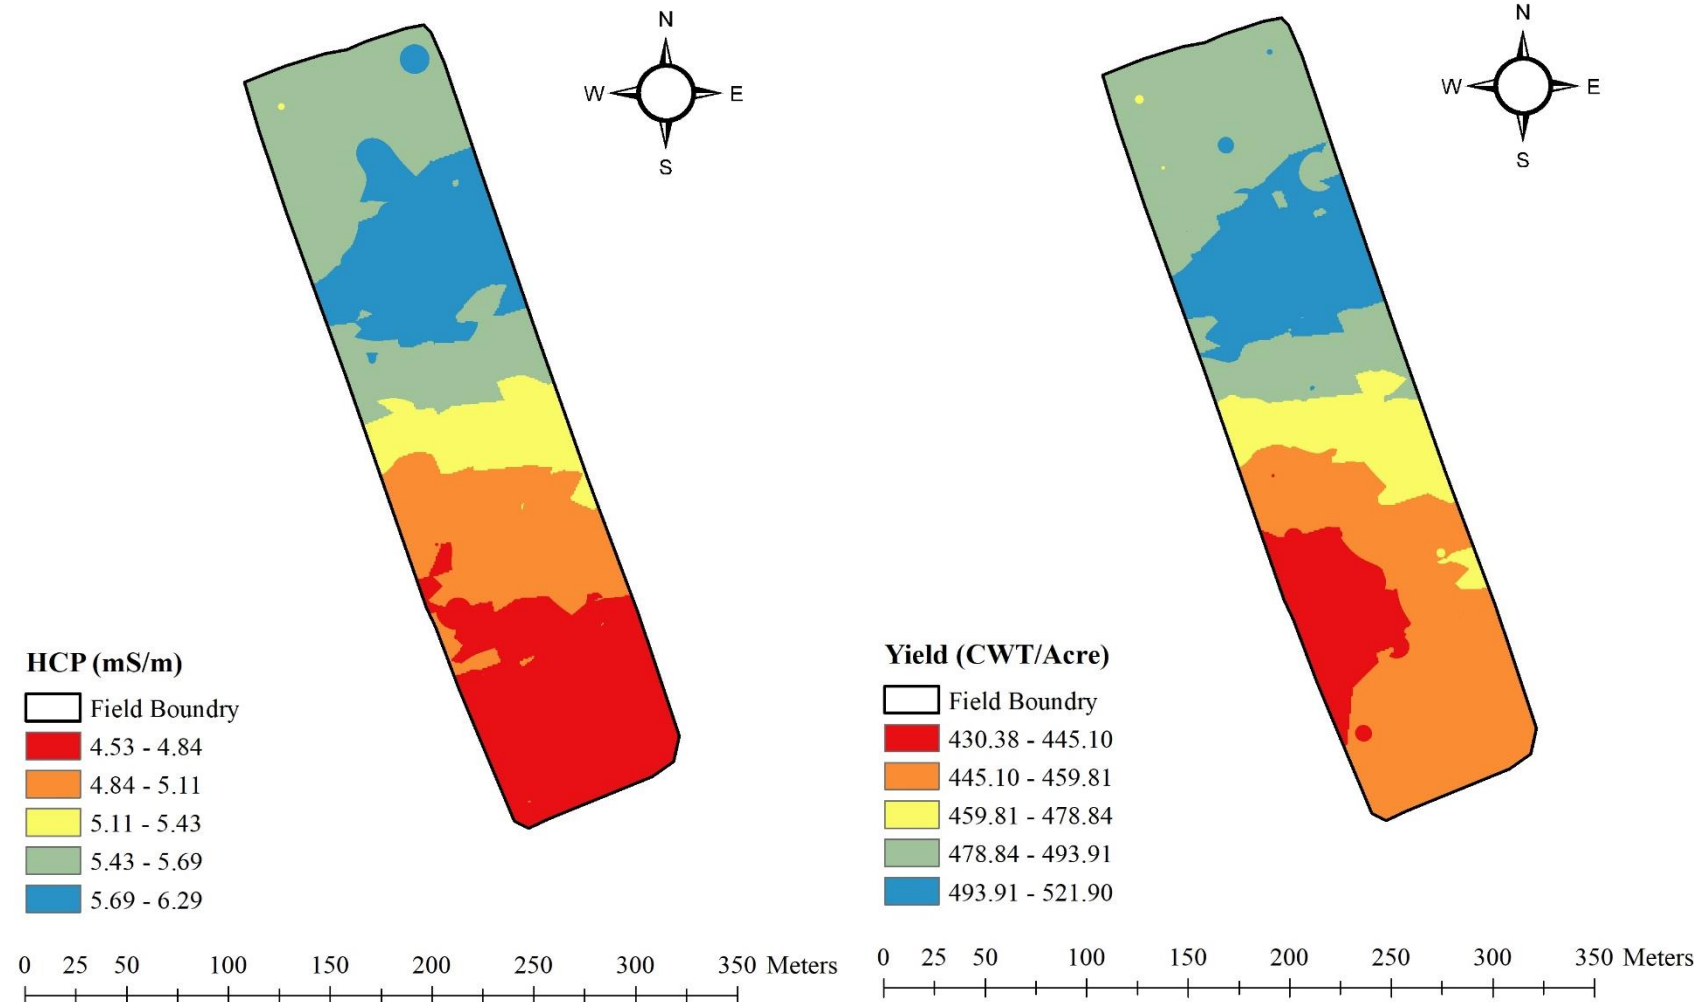 N
W E
S
HCP (mS/m)
Field Boundry
4.53 - 4.84
4.84 - 5.11
5.11 - 5.43
5.43 - 5.69
5.69 - 6.29
0 25 50 100 150 200 250 300 350 Meters
N
W E
S
Yield (CWT/Acre)
Field Boundry
430.38 - 445.10
445.10 - 459.81
459.81 - 478.84
478.84 - 493.91
493.91 - 521.90
0 25 50 100 150 200 250 300 350 Meters